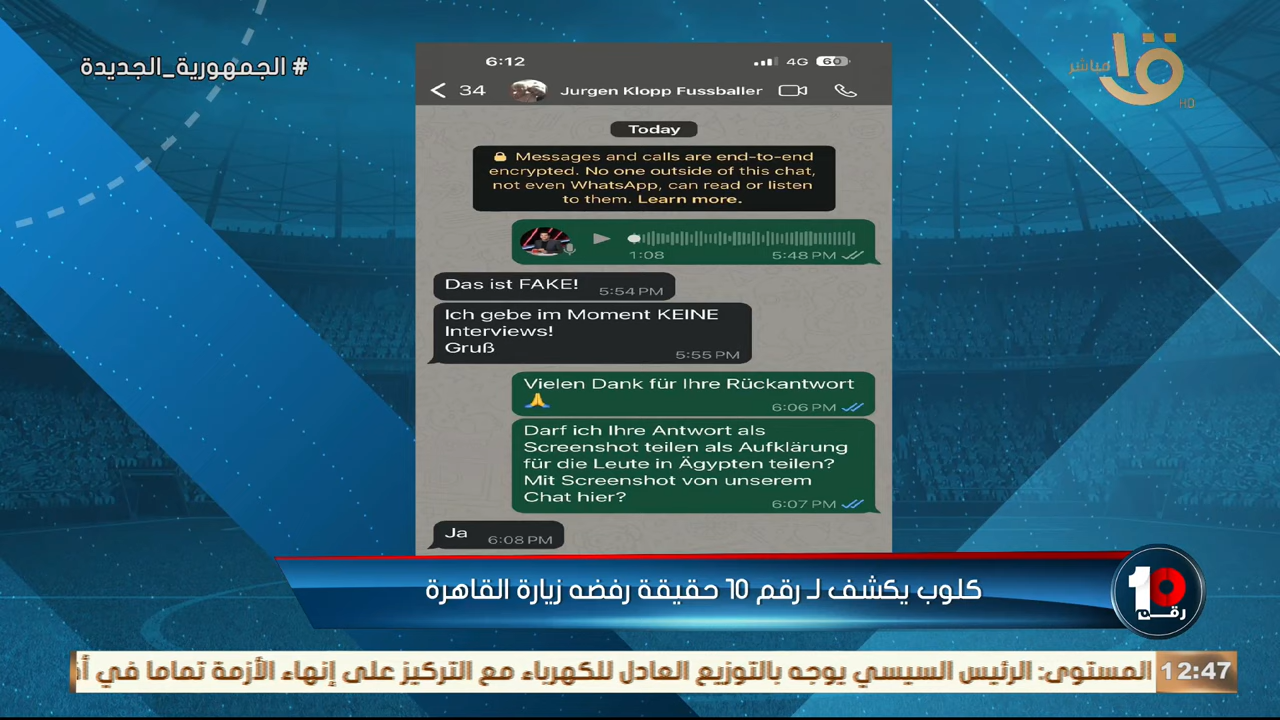 # الجمهورية_الجديدة
مباشر
HD
6:12
4G
60
34
Jurgen Klopp Fussballer
Today
Messages and calls are end-to-end
encrypted. No one outside of this chat,
not even WhatsApp, can read or listen
to them. Learn more.
1:08
5:48 PM
Das ist FAKE!
5:54 PM
Ich gebe im Moment KEINE
Interviews!
Gruß
5:55 PM
Vielen Dank für Ihre Rückantwort
🙏
6:06 PM
Darf ich Ihre Antwort als
Screenshot teilen als Aufklärung
für die Leute in Ägypten teilen?
Mit Screenshot von unserem
Chat hier?
6:07 PM
Ja
6:08 PM
كلوب يكشف لـ رقم 10 حقيقة رفضه زيارة القاهرة
10
رقم
12:47
المستوى: الرئيس السيسي يوجه بالتوزيع العادل للكهرباء مع التركيز على إنهاء الأزمة تماما في